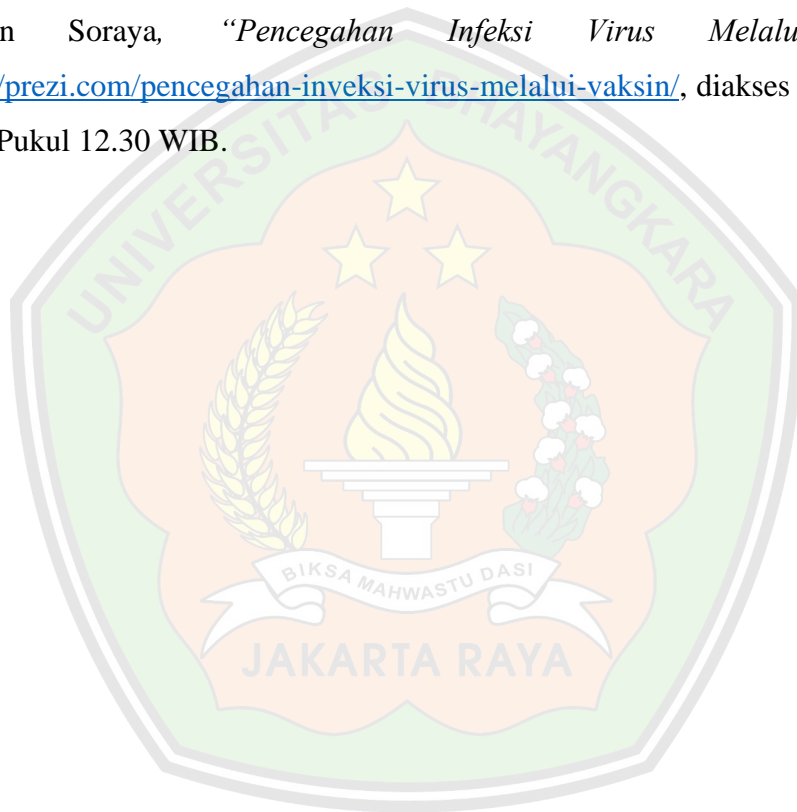 n Soraya, “Pencegahan Infeksi Virus Melalu
/prezi.com/pencegahan-inveksi-virus-melalui-vaksin/, diakses
Pukul 12.30 WIB.
UNIVERSITAS BHAYANGKARA
BIKSA MAHWASTU DASI
JAKARTA RAYA